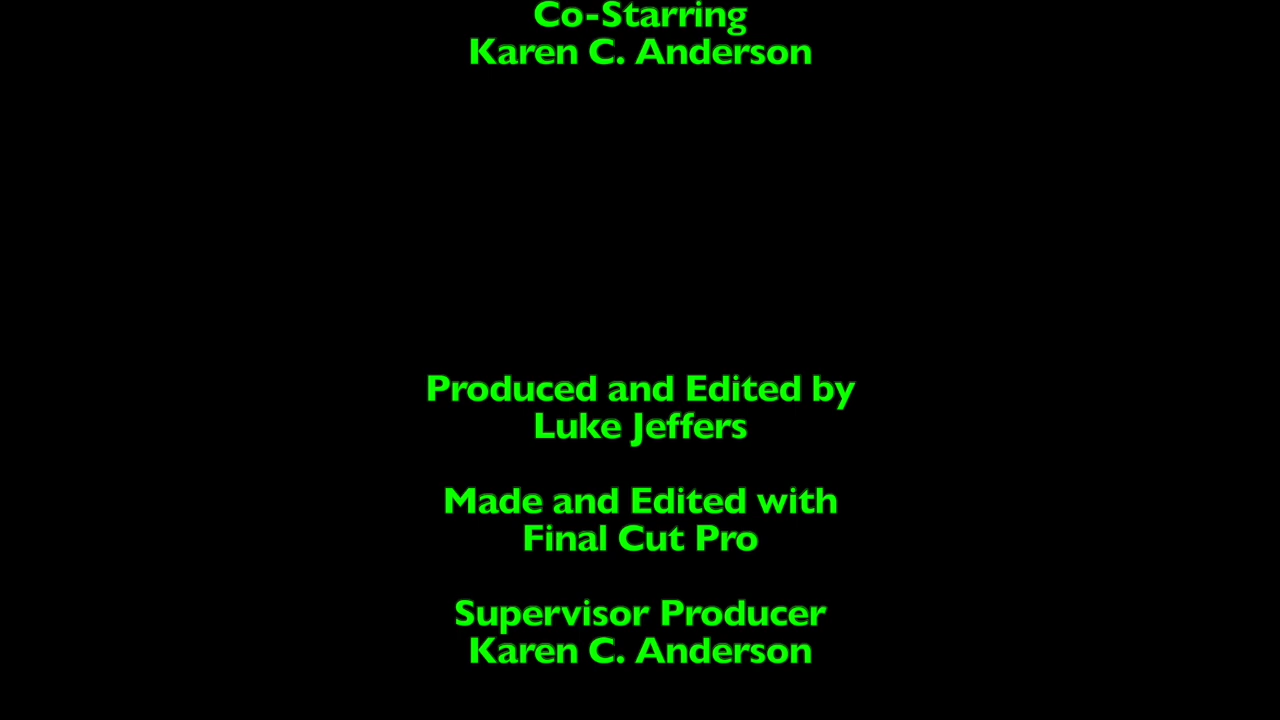 Co-Starring
Karen C. Anderson
Produced and Edited by
Luke Jeffers
Made and Edited with
Final Cut Pro
Supervisor Producer
Karen C. Anderson